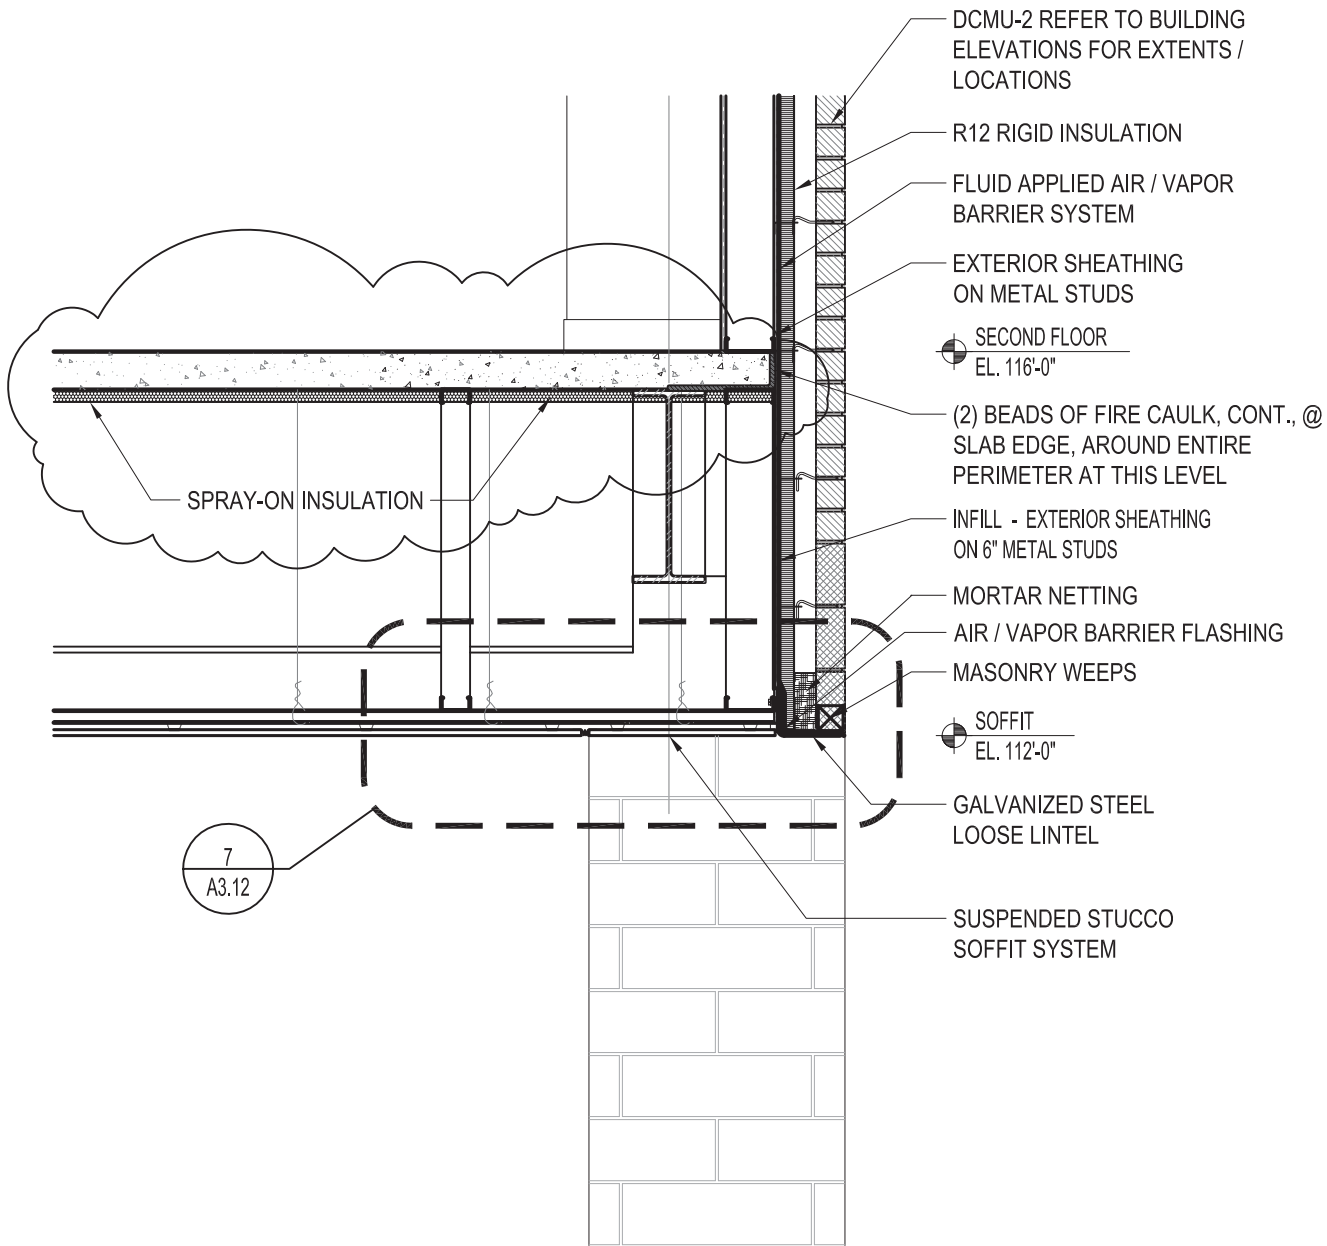 DCMU-2 REFER TO BUILDING
ELEVATIONS FOR EXTENTS /
LOCATIONS
R12 RIGID INSULATION
FLUID APPLIED AIR / VAPOR
BARRIER SYSTEM
EXTERIOR SHEATHING
ON METAL STUDS
SECOND FLOOR
EL. 116'-0"
(2) BEADS OF FIRE CAULK, CONT., @
SLAB EDGE, AROUND ENTIRE
PERIMETER AT THIS LEVEL
SPRAY-ON INSULATION
INFILL - EXTERIOR SHEATHING
ON 6" METAL STUDS
MORTAR NETTING
AIR / VAPOR BARRIER FLASHING
MASONRY WEEPS
SOFFIT
EL. 112'-0"
GALVANIZED STEEL
LOOSE LINTEL
7
A3.12
SUSPENDED STUCCO
SOFFIT SYSTEM